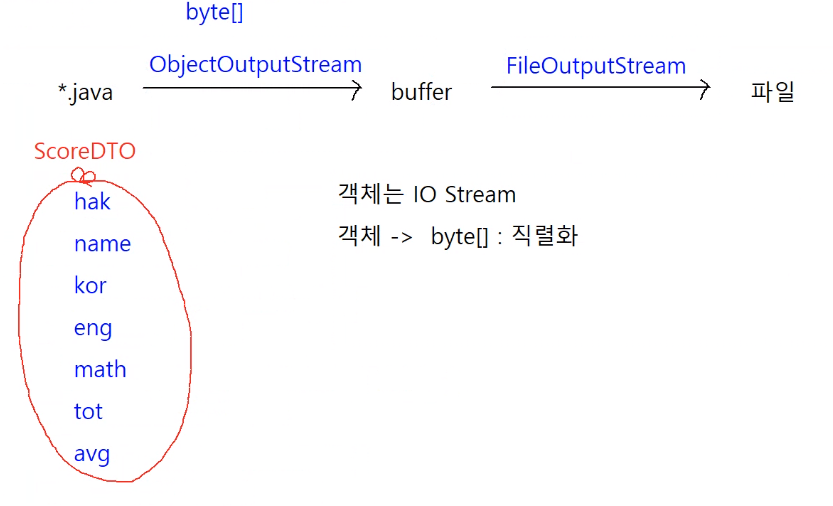 byte[]
ObjectOutputStream
FileOutputStream
*.java
buffer
파일
ScoreDTO
hak
name
kor
eng
math
tot
avg
객체는 IO Stream
객체 -> byte[] : 직렬화